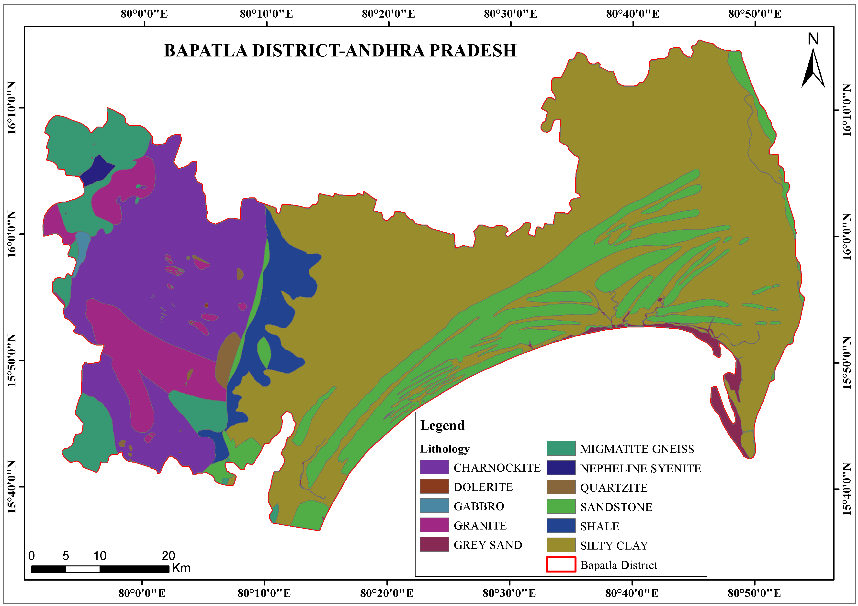 80°0'0"E 80°10'0"E 80°20'0"E 80°30'0"E 80°40'0"E 80°50'0"E
BAPATLA DISTRICT-ANDHRA PRADESH
N
16°10'0"N 16°10'0"N
16°0'0"N 16°0'0"N
15°50'0"N 15°50'0"N
15°40'0"N 15°40'0"N
Legend
Lithology
CHARNOCKITE
DOLERITE
GABBRO
GRANITE
GREY SAND
MIGMATITE GNEISS
NEPHELINE SYENITE
QUARTZITE
SANDSTONE
SHALE
SILTY CLAY
Bapatla District
0 5 10 20
Km
80°0'0"E 80°10'0"E 80°20'0"E 80°30'0"E 80°40'0"E 80°50'0"E